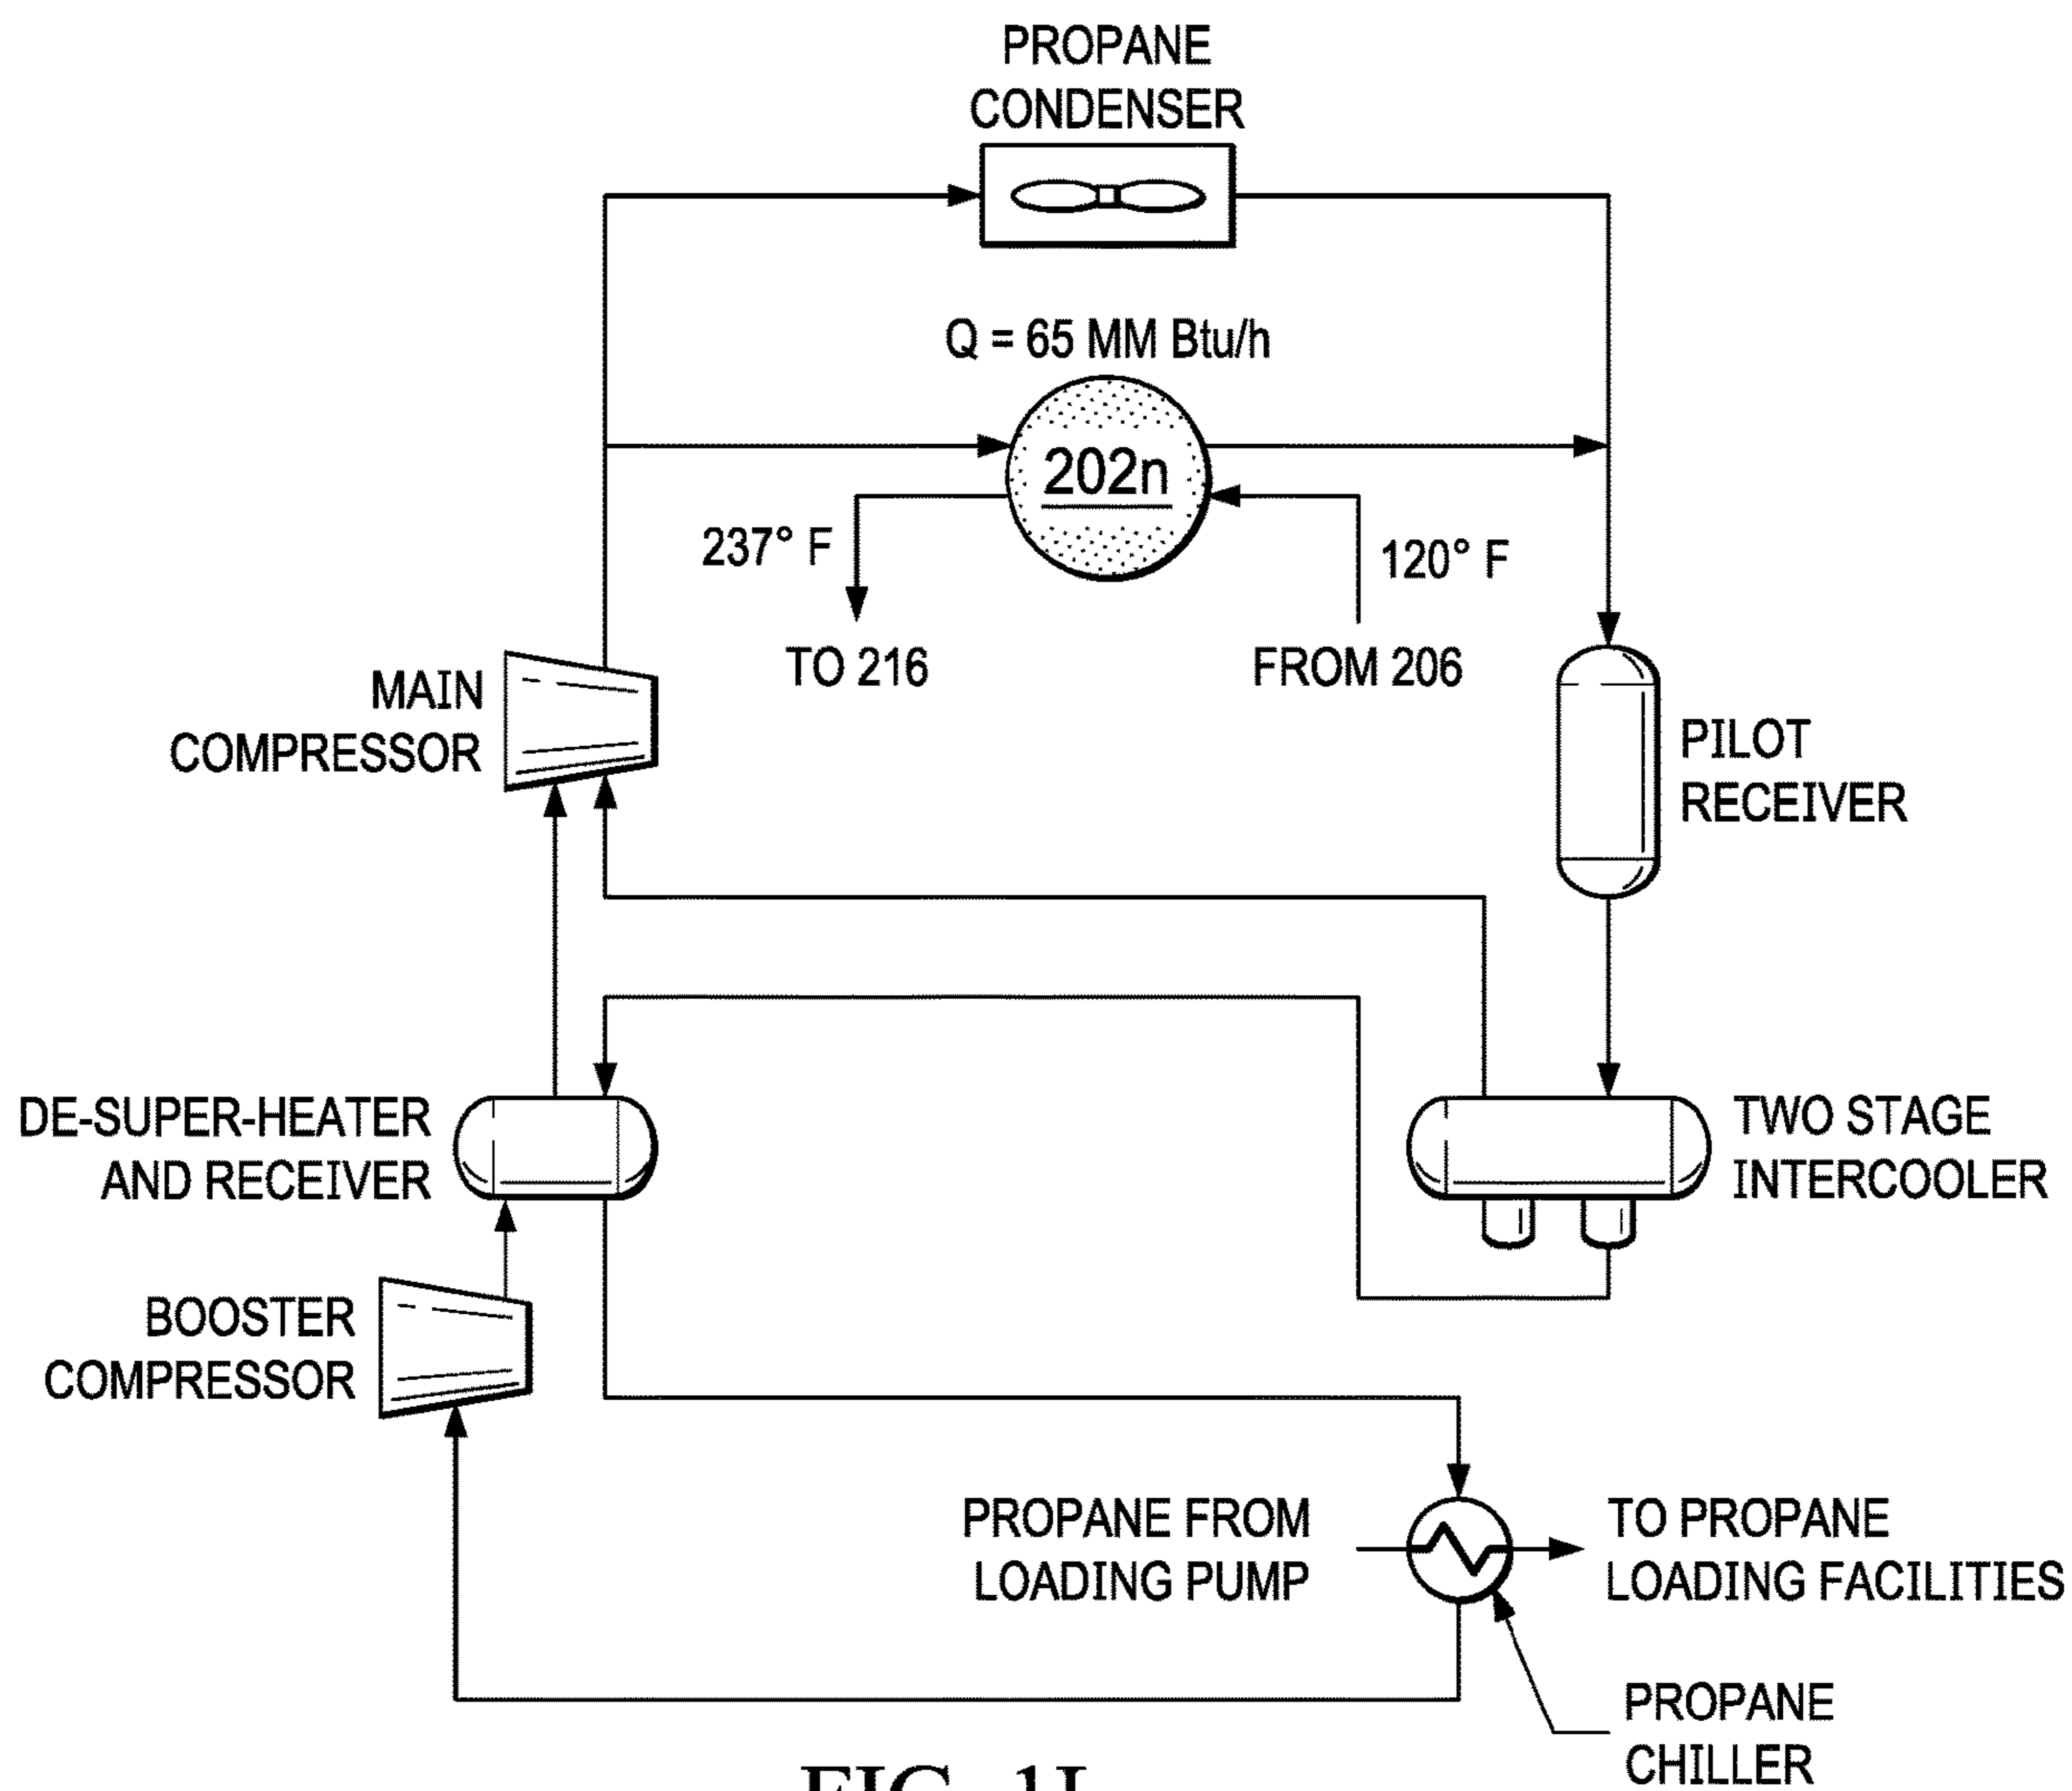 PROPANE
CONDENSER
Q = 65 MM Btu/h
202n
237° F
120° F
TO 216
FROM 206
MAIN
COMPRESSOR
PILOT
RECEIVER
DE-SUPER-HEATER
AND RECEIVER
TWO STAGE
INTERCOOLER
BOOSTER
COMPRESSOR
PROPANE FROM
LOADING PUMP
TO PROPANE
LOADING FACILITIES
PROPANE
CHILLER